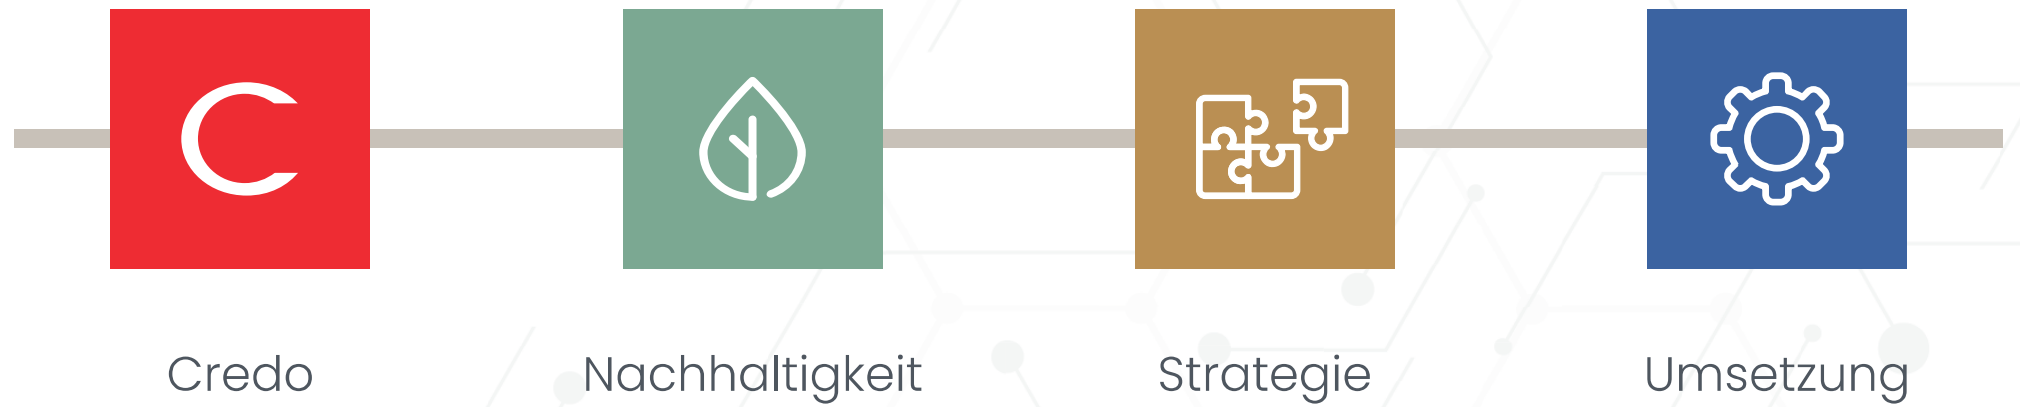 C
Credo
Nachhaltigkeit
Strategie
Umsetzung